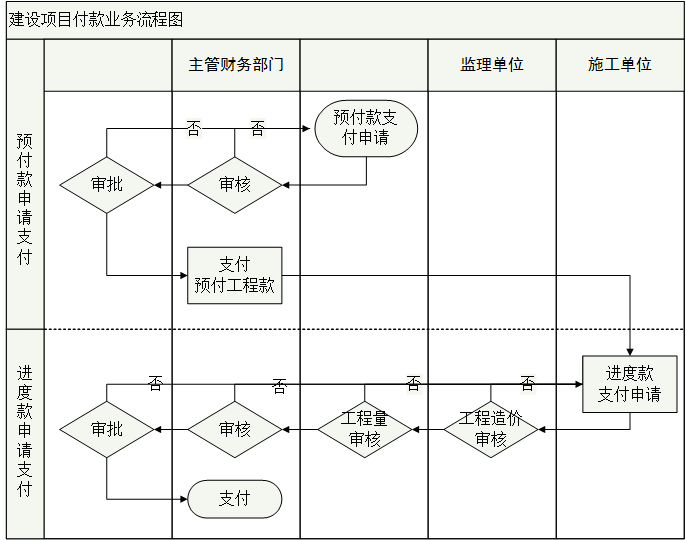 建设项目付款业务流程图
主管财务部门
监理单位
施工单位
预付款申请支付
预付款支
付申请
否
否
审批
审核
支付
预付工程款
进度款申请支付
进度款
支付申请
否
否
否
否
审批
审核
工程量
审核
工程造价
审核
支付